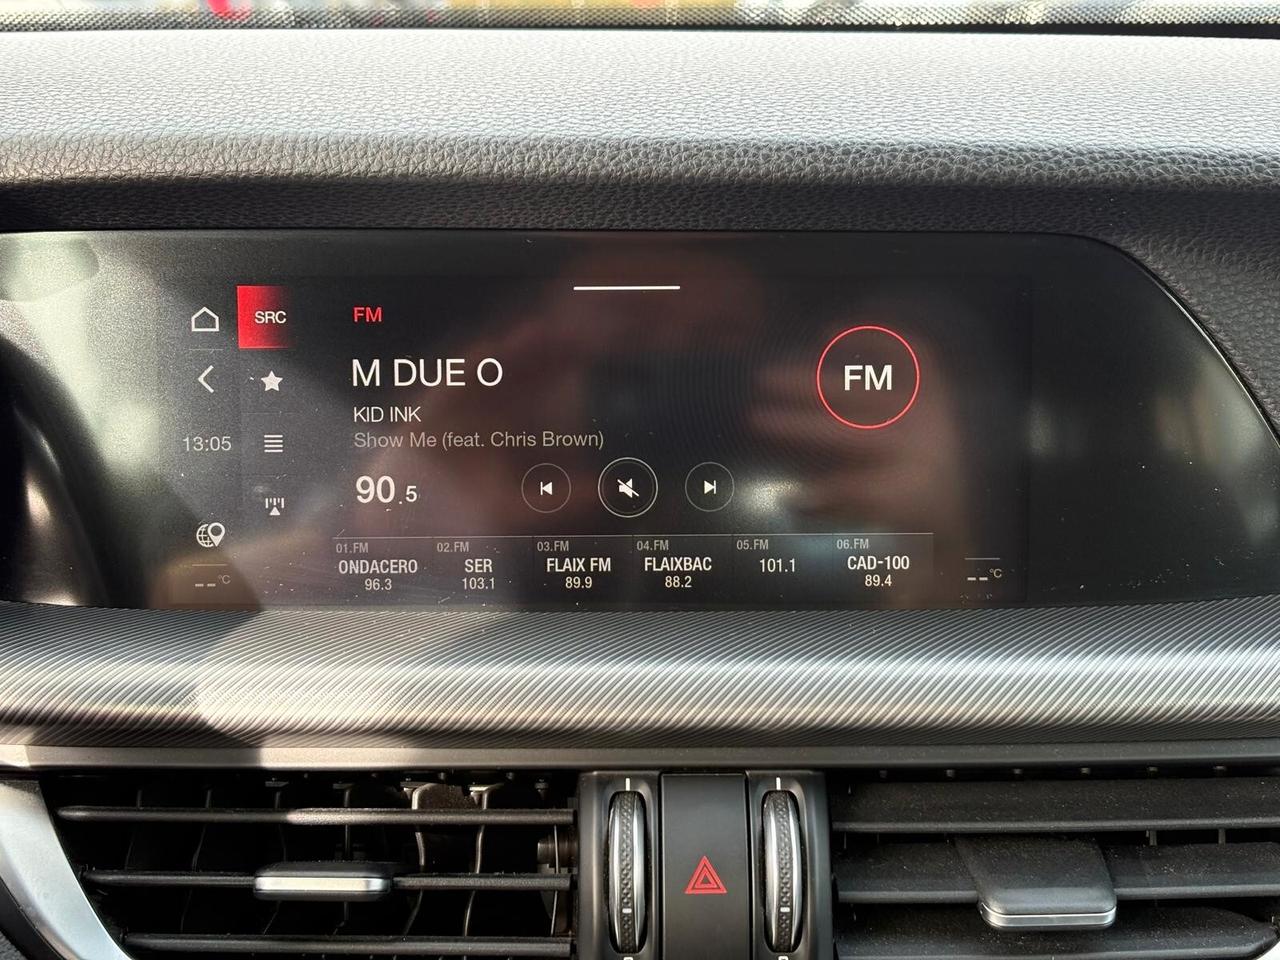 SRC
FM
M DUE O
FM
KID INK
Show Me (feat. Chris Brown)
13:05
90.5
01.FM
ONDACERO
96.3
02.FM
SER
103.1
03.FM
FLAIX FM
89.9
04.FM
FLAIXBAC
88.2
05.FM
101.1
06.FM
CAD-100
89.4
--°C
--°C